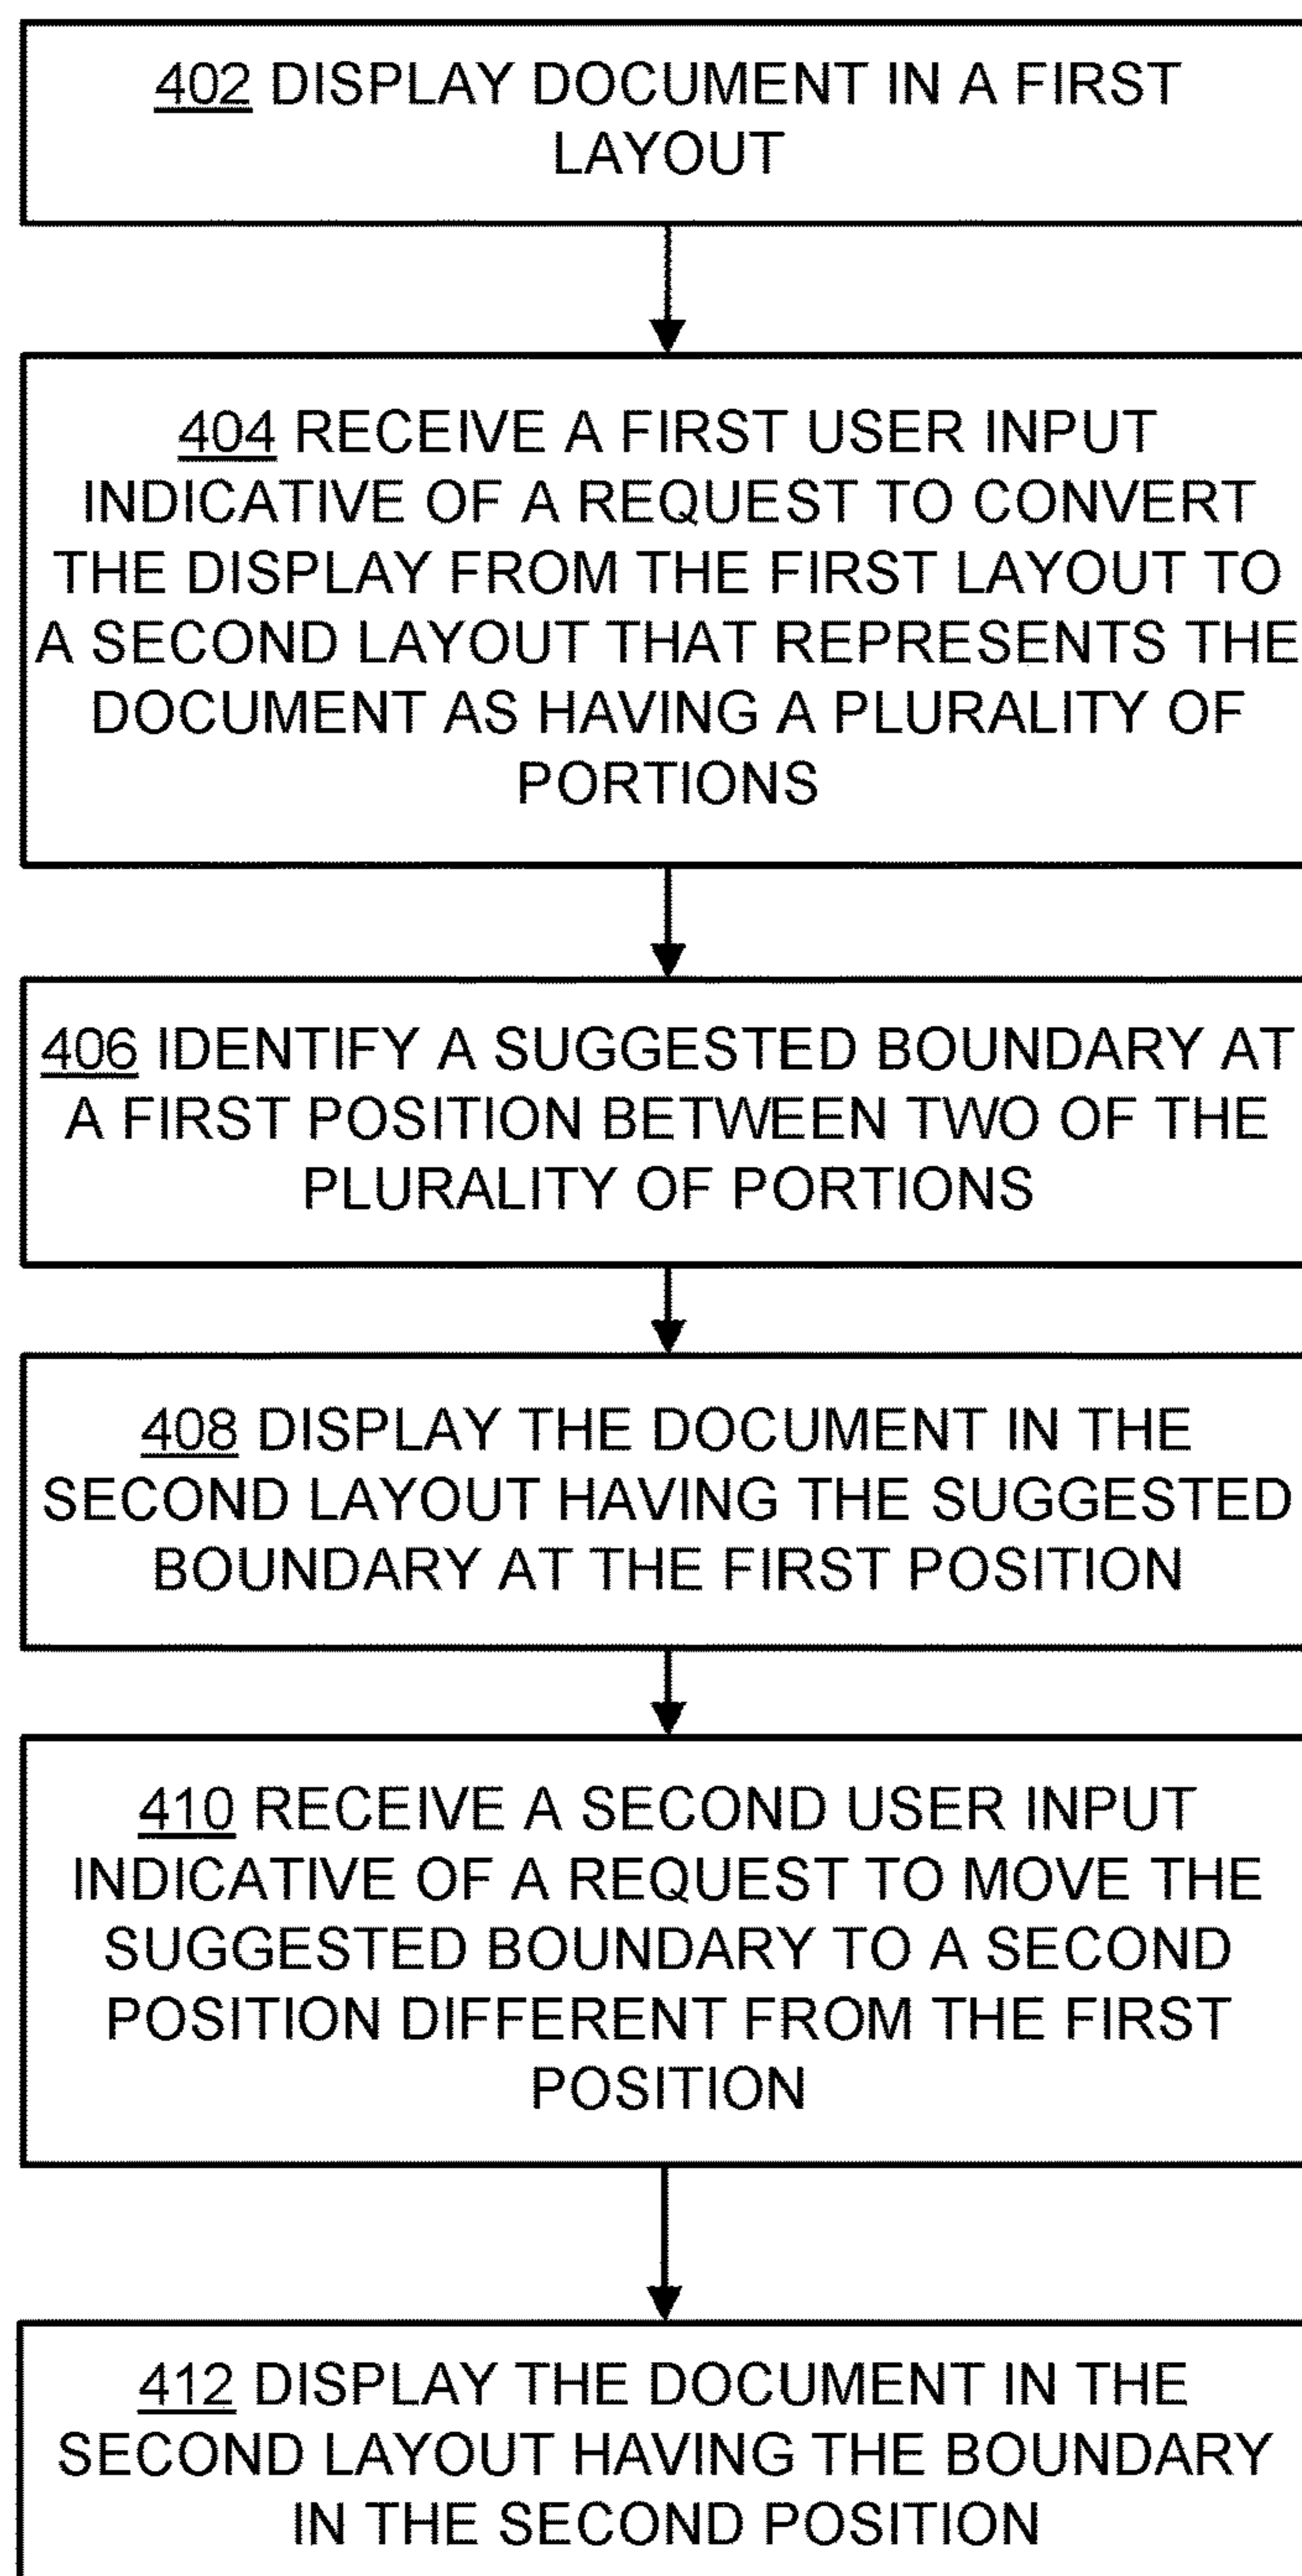 402 DISPLAY DOCUMENT IN A FIRST
LAYOUT
404 RECEIVE A FIRST USER INPUT
INDICATIVE OF A REQUEST TO CONVERT
THE DISPLAY FROM THE FIRST LAYOUT TO
A SECOND LAYOUT THAT REPRESENTS THE
DOCUMENT AS HAVING A PLURALITY OF
PORTIONS
406 IDENTIFY A SUGGESTED BOUNDARY AT
A FIRST POSITION BETWEEN TWO OF THE
PLURALITY OF PORTIONS
408 DISPLAY THE DOCUMENT IN THE
SECOND LAYOUT HAVING THE SUGGESTED
BOUNDARY AT THE FIRST POSITION
410 RECEIVE A SECOND USER INPUT
INDICATIVE OF A REQUEST TO MOVE THE
SUGGESTED BOUNDARY TO A SECOND
POSITION DIFFERENT FROM THE FIRST
POSITION
412 DISPLAY THE DOCUMENT IN THE
SECOND LAYOUT HAVING THE BOUNDARY
IN THE SECOND POSITION